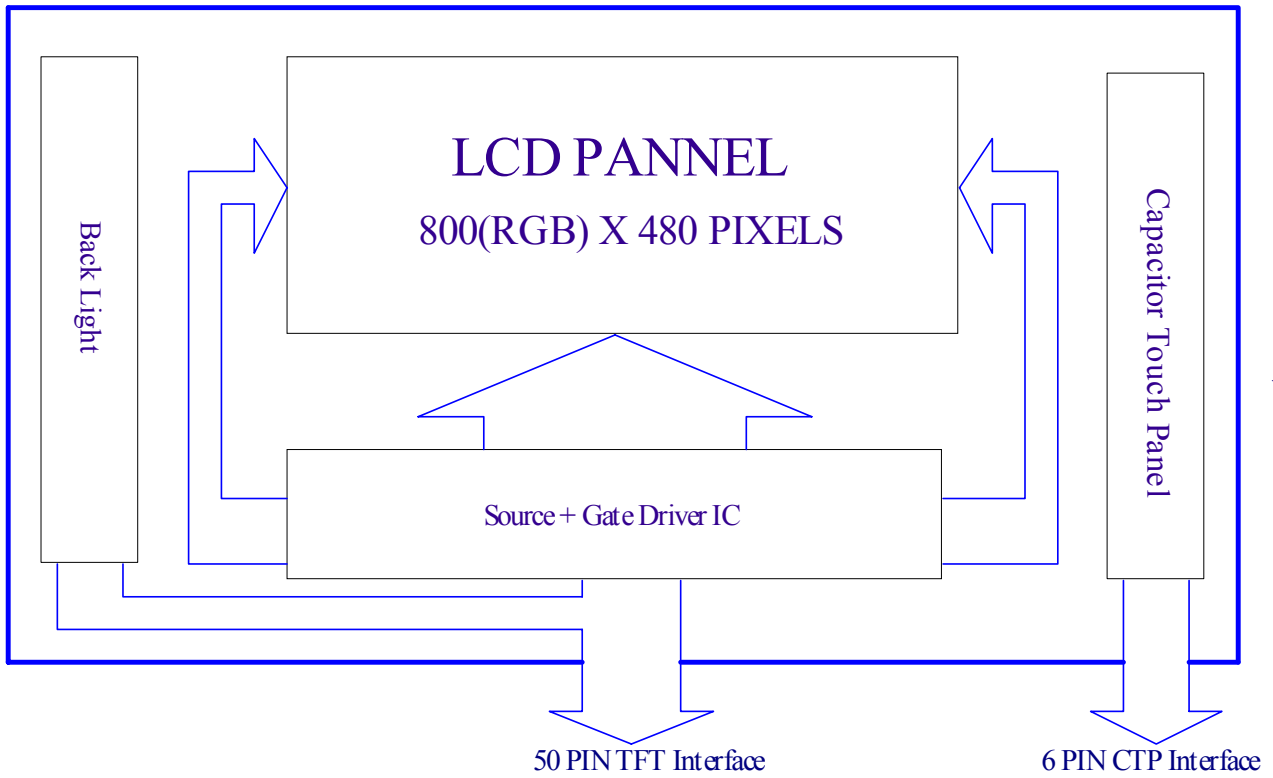 LCD PANNEL
800(RGB) X 480 PIXELS
Back Light
Capacitor Touch Panel
Source + Gate Driver IC
50 PIN TFT Interface
6 PIN CTP Interface